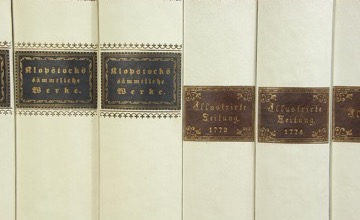 Klopstocks
sämmtliche
Werke.
Klopstocks
sämmtliche
Werke.
Illustrirte
Zeitung
1773
Illustrirte
Zeitung
1774